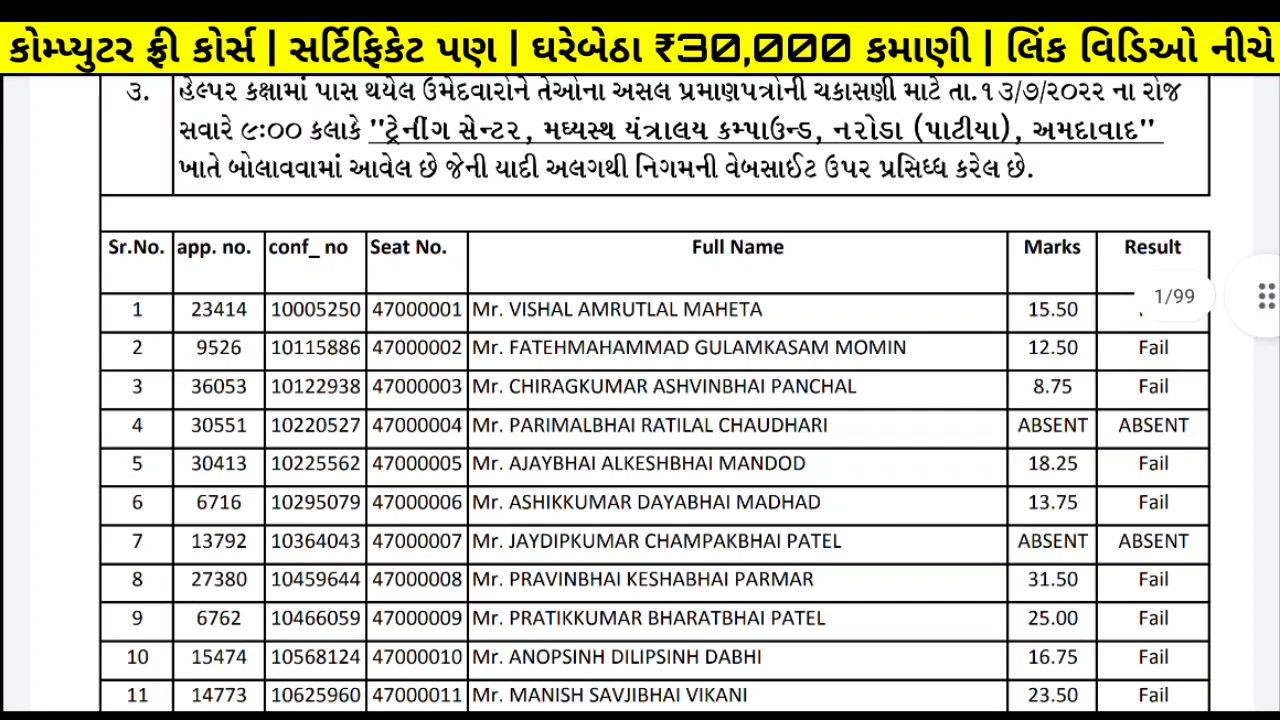 કોમ્પ્યુટર ફ્રી કોર્સ | સર્ટિફિકેટ પણ | ઘરેબેઠા ₹30,000 કમાણી | લિંક વિડિઓ નીચે
૩. હેલ્પર કક્ષામાં પાસ થયેલ ઉમેદવારોને તેઓના અસલ પ્રમાણપત્રોની ચકાસણી માટે તા.૧૩/૭/૨૦૨૨ ના રોજ
સવારે ૯:૦૦ કલાકે "ટ્રેનીંગ સેન્ટર, મધ્યસ્થ યંત્રાલય કમ્પાઉન્ડ, નરોડા (પાટીયા), અમદાવાદ"
ખાતે બોલાવવામાં આવેલ છે જેની યાદી અલગથી નિગમની વેબસાઈટ ઉપર પ્રસિધ્ધ કરેલ છે.
Sr.No. app. no. conf_ no Seat No. Full Name Marks Result
1/99
1 23414 10005250 47000001 Mr. VISHAL AMRUTLAL MAHETA 15.50
2 9526 10115886 47000002 Mr. FATEHMAHAMMAD GULAMKASAM MOMIN 12.50 Fail
3 36053 10122938 47000003 Mr. CHIRAGKUMAR ASHVINBHAI PANCHAL 8.75 Fail
4 30551 10220527 47000004 Mr. PARIMALBHAI RATILAL CHAUDHARI ABSENT ABSENT
5 30413 10225562 47000005 Mr. AJAYBHAI ALKESHBHAI MANDOD 18.25 Fail
6 6716 10295079 47000006 Mr. ASHIKKUMAR DAYABHAI MADHAD 13.75 Fail
7 13792 10364043 47000007 Mr. JAYDIPKUMAR CHAMPAKBHAI PATEL ABSENT ABSENT
8 27380 10459644 47000008 Mr. PRAVINBHAI KESHABHAI PARMAR 31.50 Fail
9 6762 10466059 47000009 Mr. PRATIKKUMAR BHARATBHAI PATEL 25.00 Fail
10 15474 10568124 47000010 Mr. ANOPSINH DILIPSINH DABHI 16.75 Fail
11 14773 10625960 47000011 Mr. MANISH SAVJIBHAI VIKANI 23.50 Fail